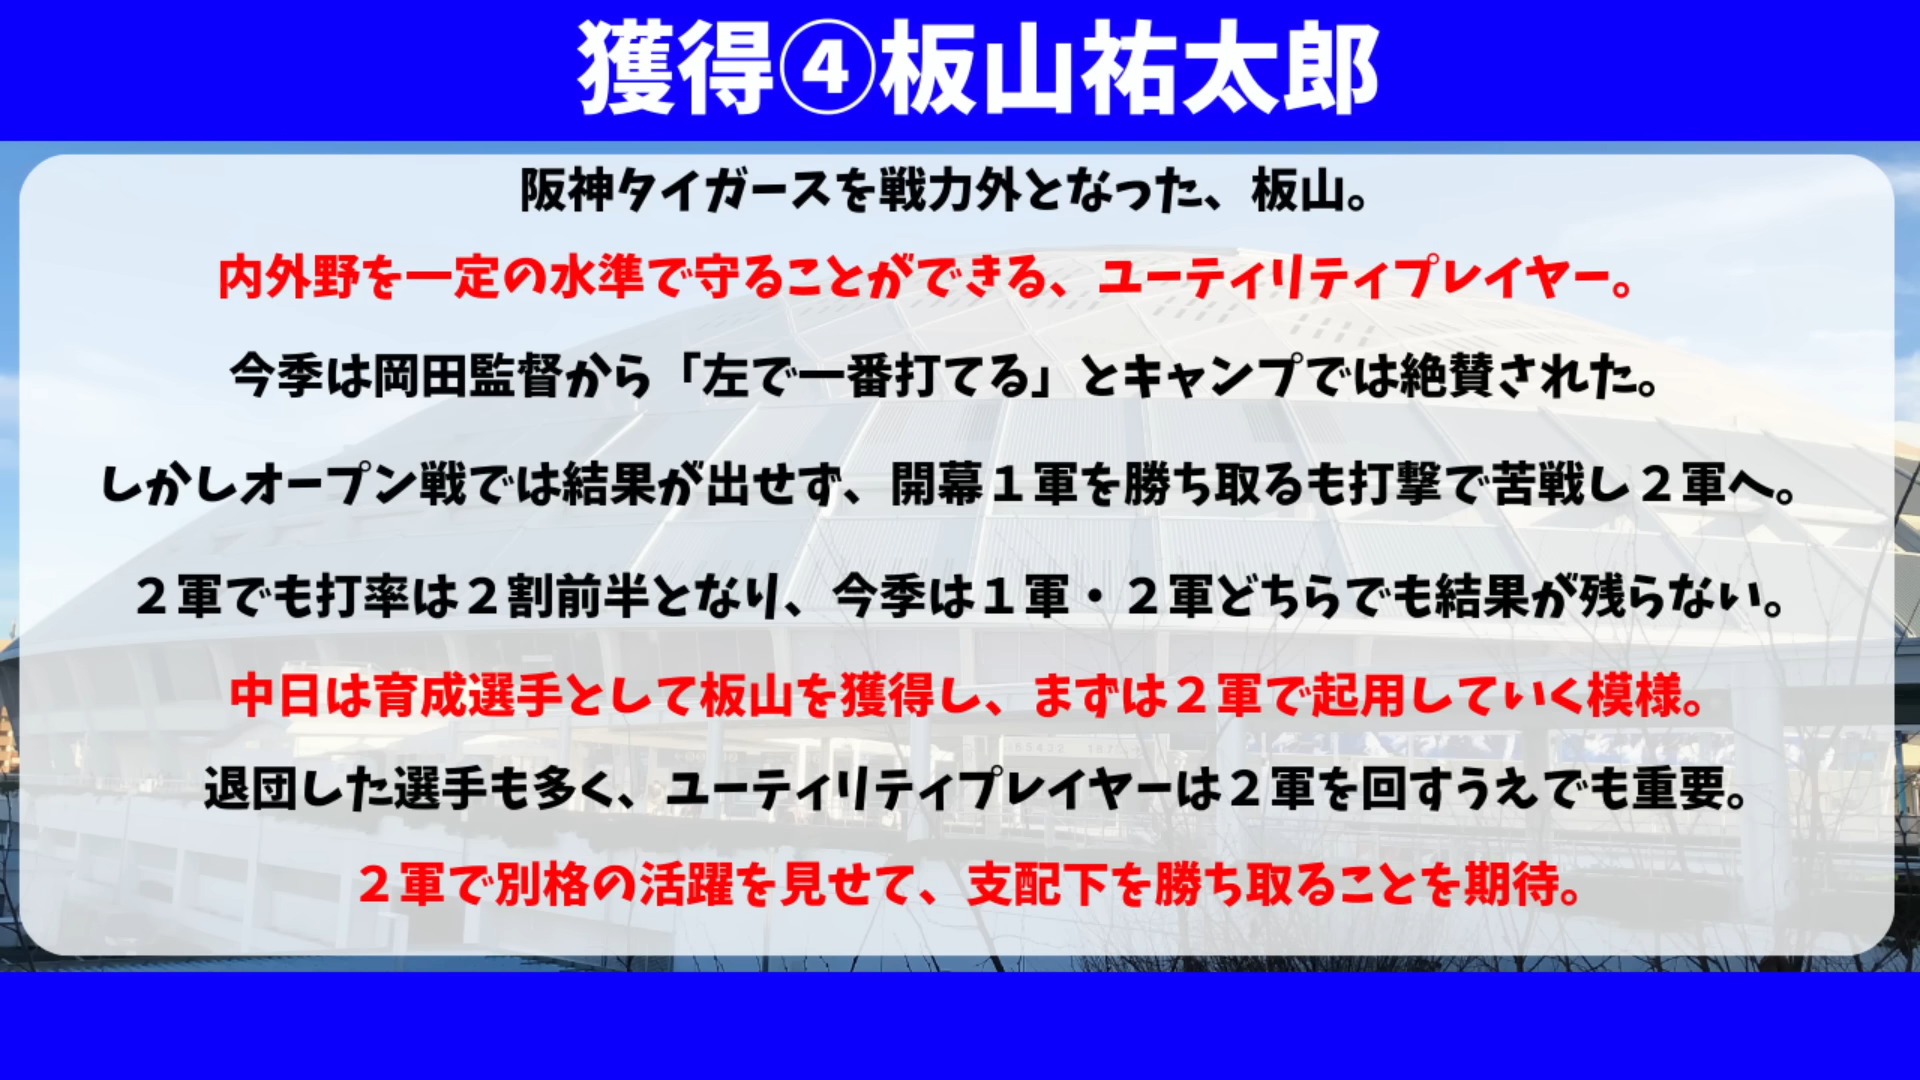 獲得④板山祐太郎
阪神タイガースを戦力外となった、板山。
内外野を一定の水準で守ることができる、ユーティリティプレイヤー。
今季は岡田監督から「左で一番打てる」とキャンプでは絶賛された。
しかしオープン戦では結果が出せず、開幕１軍を勝ち取るも打撃で苦戦し２軍へ。
２軍でも打率は２割前半となり、今季は１軍・２軍どちらでも結果が残らない。
中日は育成選手として板山を獲得し、まずは２軍で起用していく模様。
退団した選手も多く、ユーティリティプレイヤーは２軍を回すうえでも重要。
２軍で別格の活躍を見せて、支配下を勝ち取ることを期待。